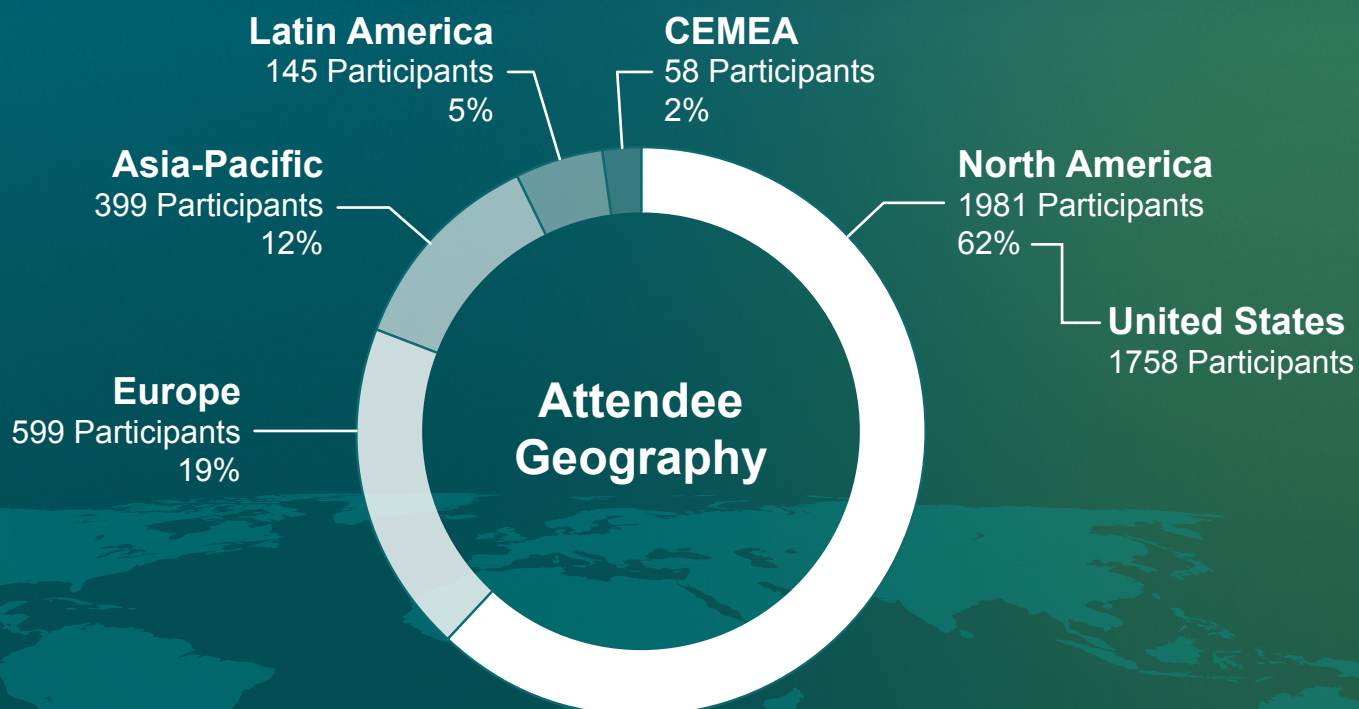 Latin America
145 Participants
5%
CEMEA
58 Participants
2%
Asia-Pacific
399 Participants
12%
North America
1981 Participants
62%
United States
1758 Participants
Europe
599 Participants
19%
Attendee
Geography